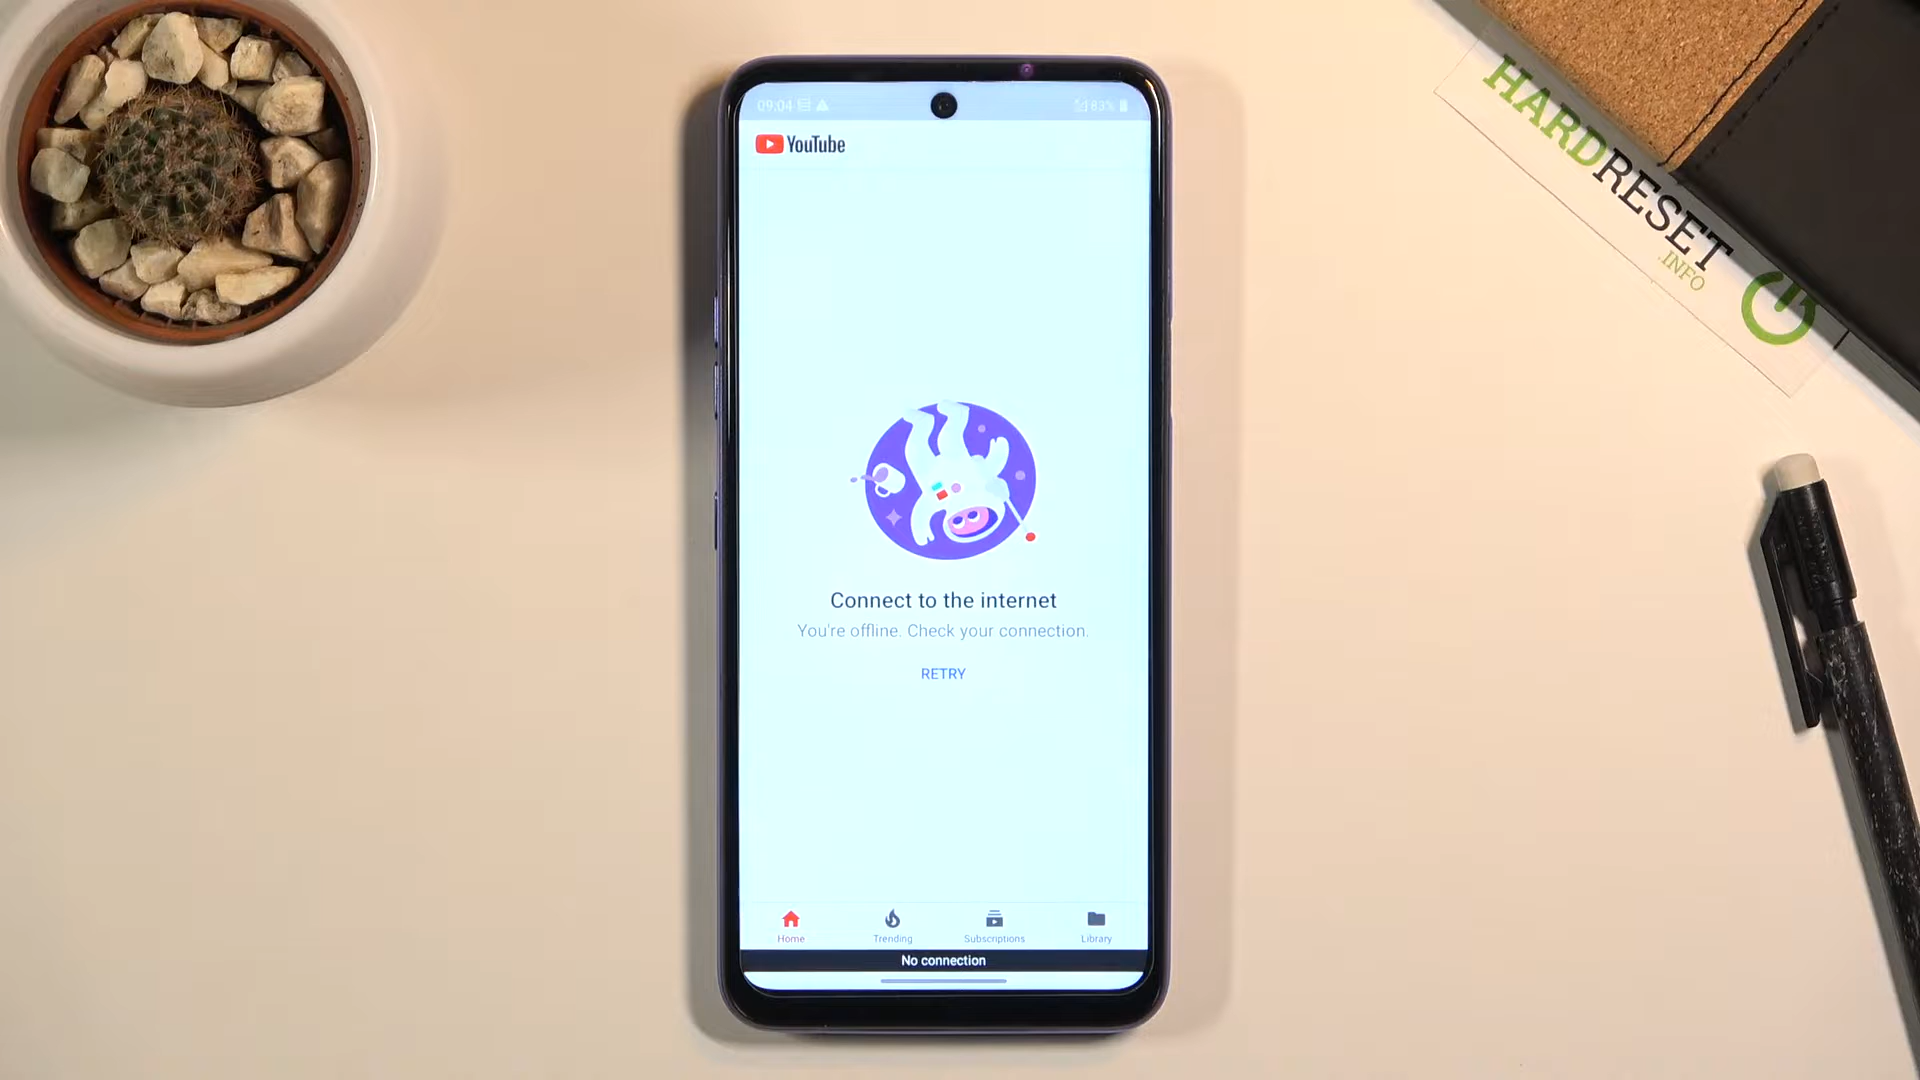 09:04
83%
YouTube
Connect to the internet
You're offline. Check your connection.
RETRY
Home
Trending
Subscriptions
Library
No connection
HARDRESET
.INFO